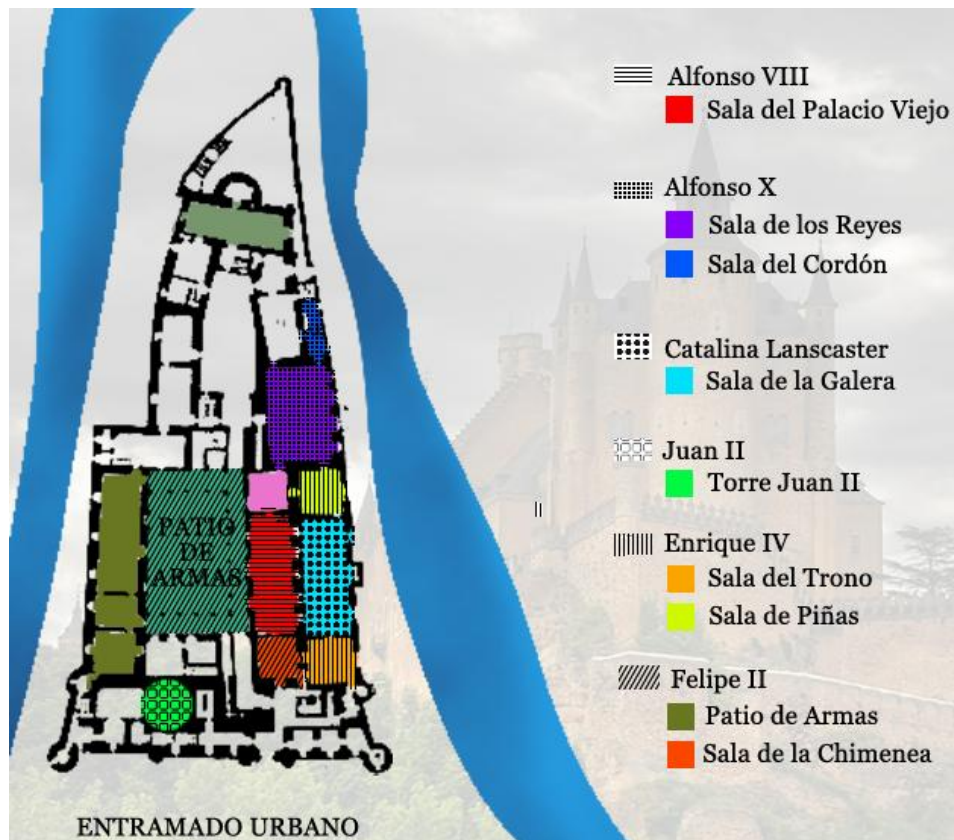 Alfonso VIII
Sala del Palacio Viejo
Alfonso X
Sala de los Reyes
Sala del Cordón
Catalina Lanscaster
Sala de la Galera
Juan II
Torre Juan II
Enrique IV
Sala del Trono
Sala de Piñas
Felipe II
Patio de Armas
Sala de la Chimenea
PATIO
DE
ARMAS
ENTRAMADO URBANO